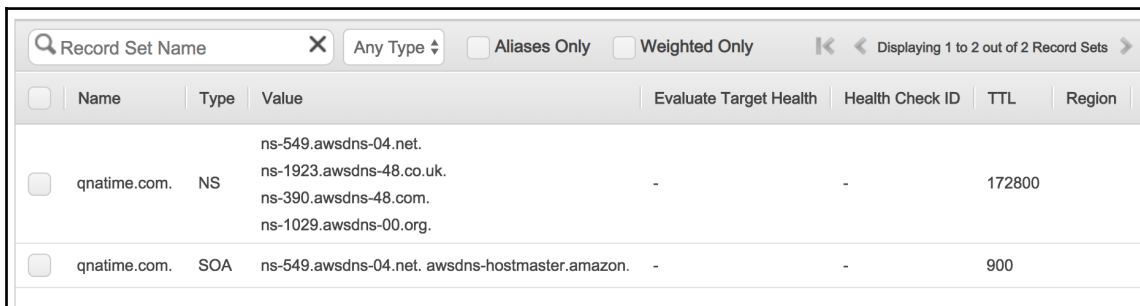 Record Set Name Any Type Aliases Only Weighted Only Displaying 1 to 2 out of 2 Record Sets
Name Type Value Evaluate Target Health Health Check ID TTL Region
ns-549.awsdns-04.net.
ns-1923.awsdns-48.co.uk.
qnatime.com. NS - - 172800
ns-390.awsdns-48.com.
ns-1029.awsdns-00.org.
qnatime.com. SOA ns-549.awsdns-04.net. awsdns-hostmaster.amazon. - - 900